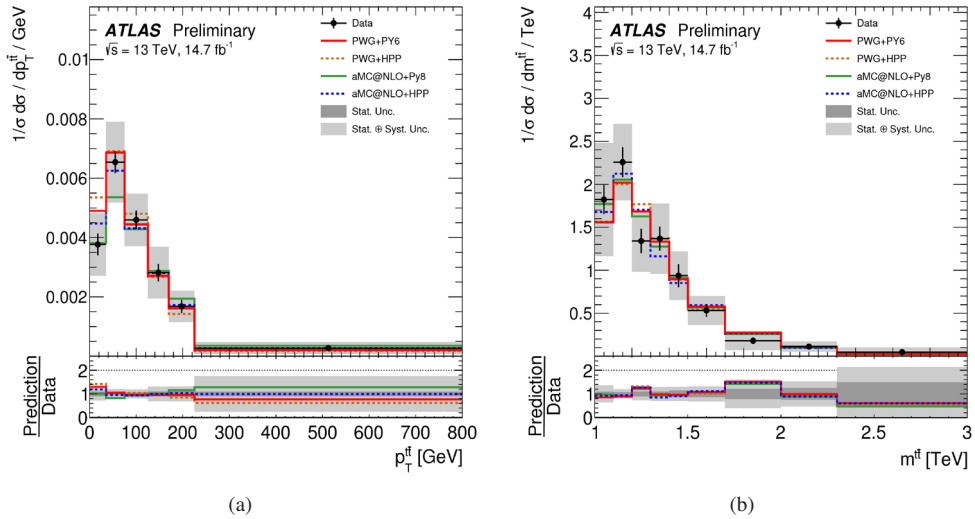 ATLAS Preliminary
√s = 13 TeV, 14.7 fb⁻¹
Data
PWG+PY6
PWG+HPP
aMC@NLO+Py8
aMC@NLO+HPP
Stat. Unc.
Stat. ⊕ Syst. Unc.
1/σ dσ / dp_T^{tt̄} / GeV
0.01
0.008
0.006
0.004
0.002
Prediction
Data
2
1
0
0 100 200 300 400 500 600 700 800
p_T^{tt̄} [GeV]
(a)
ATLAS Preliminary
√s = 13 TeV, 14.7 fb⁻¹
Data
PWG+PY6
PWG+HPP
aMC@NLO+Py8
aMC@NLO+HPP
Stat. Unc.
Stat. ⊕ Syst. Unc.
1/σ dσ / dm^{tt̄} / TeV
4
3.5
3
2.5
2
1.5
1
0.5
Prediction
Data
2
1
0
1 1.5 2 2.5 3
m^{tt̄} [TeV]
(b)